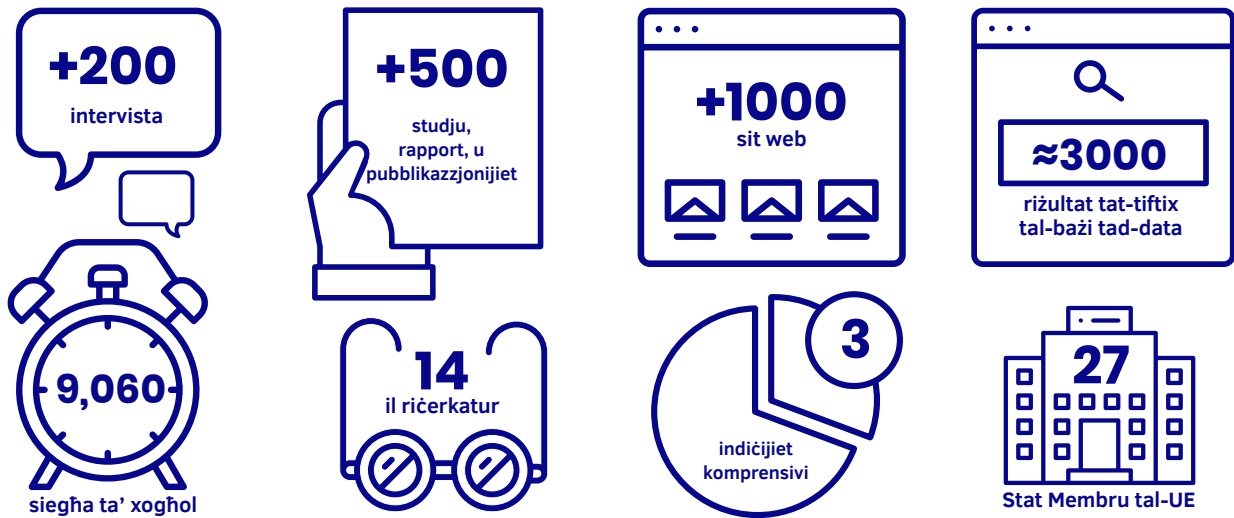 +200
intervista
+500
studju,
rapport, u
pubblikazzjonijiet
+1000
sit web
≈3000
riżultat tat-tiftix
tal-bażi tad-data
9,060
siegħa ta’ xogħol
14
il riċerkatur
3
indiċijiet
komprensivi
27
Stat Membru tal-UE